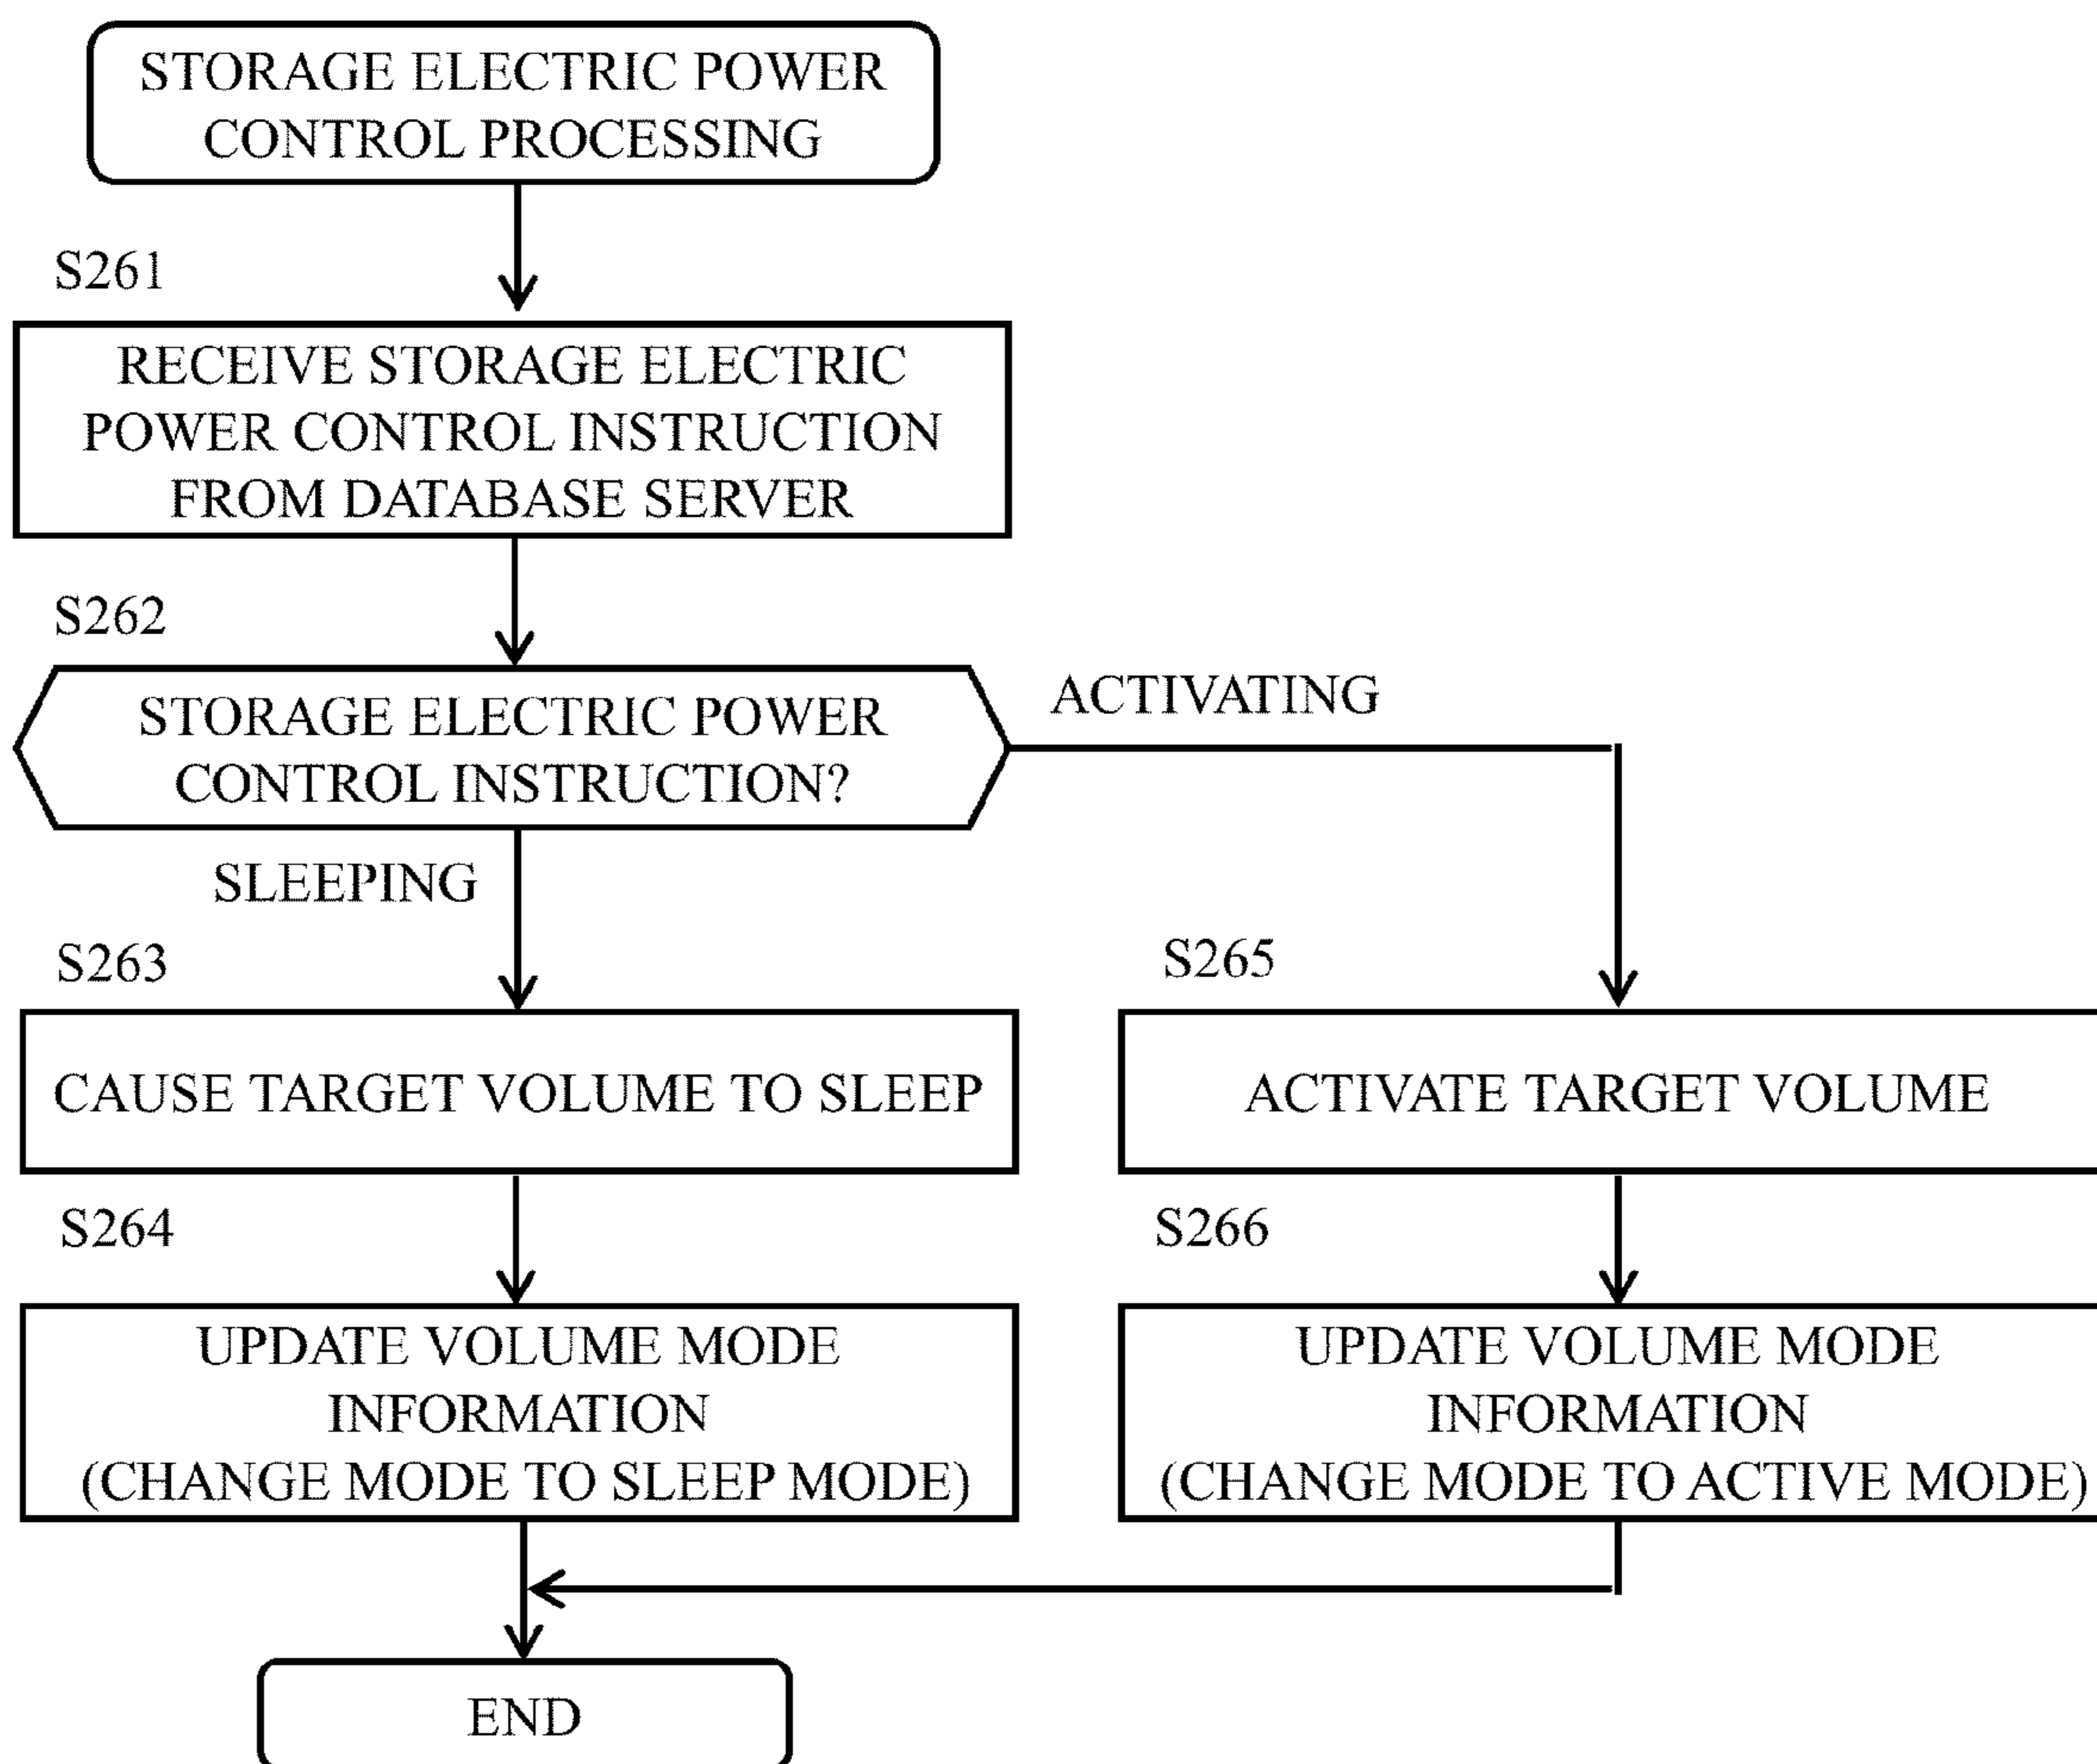 STORAGE ELECTRIC POWER
CONTROL PROCESSING
S261
RECEIVE STORAGE ELECTRIC
POWER CONTROL INSTRUCTION
FROM DATABASE SERVER
S262
STORAGE ELECTRIC POWER
CONTROL INSTRUCTION?
ACTIVATING
SLEEPING
S263
CAUSE TARGET VOLUME TO SLEEP
S264
UPDATE VOLUME MODE
INFORMATION
(CHANGE MODE TO SLEEP MODE)
S265
ACTIVATE TARGET VOLUME
S266
UPDATE VOLUME MODE
INFORMATION
(CHANGE MODE TO ACTIVE MODE)
END